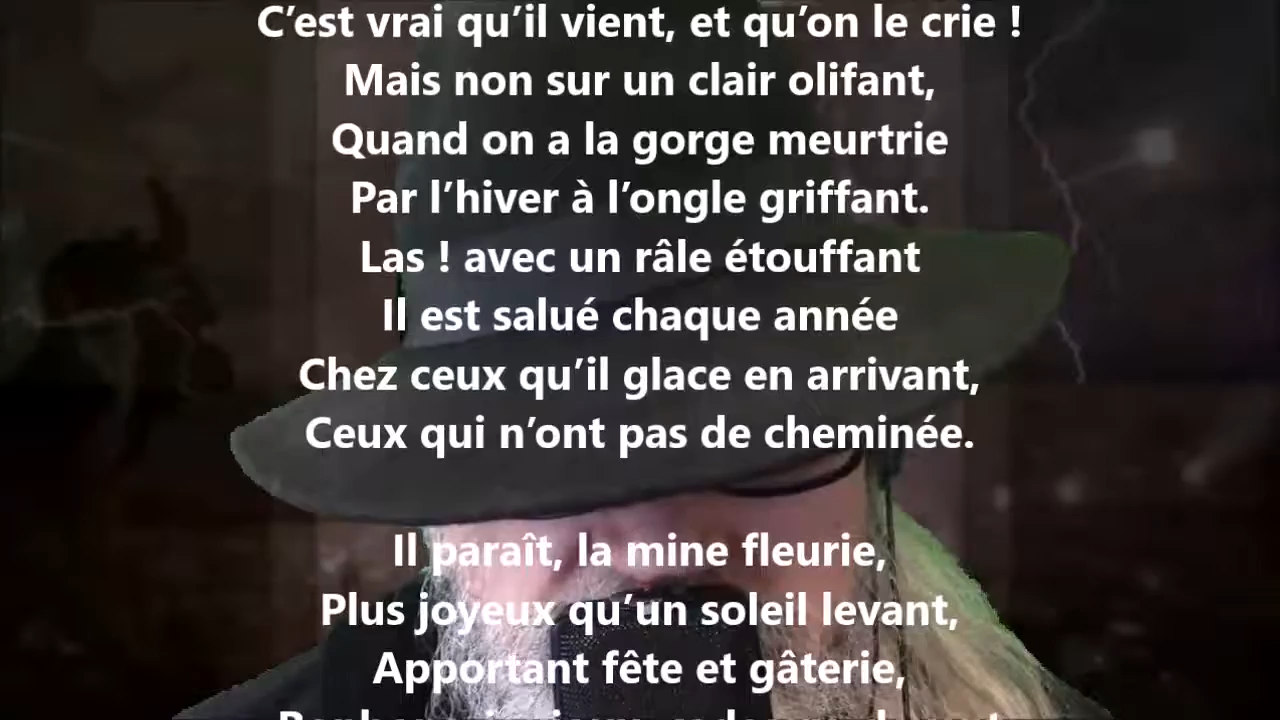 C’est vrai qu’il vient, et qu’on le crie !
Mais non sur un clair olifant,
Quand on a la gorge meurtrie
Par l’hiver à l’ongle griffant.
Las ! avec un râle étouffant
Il est salué chaque année
Chez ceux qu’il glace en arrivant,
Ceux qui n’ont pas de cheminée.
Il paraît, la mine fleurie,
Plus joyeux qu’un soleil levant,
Apportant fête et gâterie,